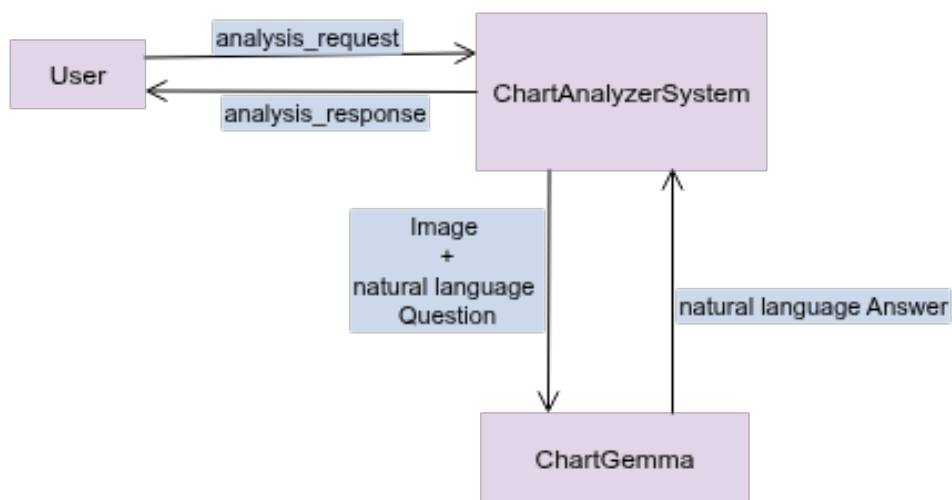 analysis_request
User
ChartAnalyzerSystem
analysis_response
Image
+
natural language
Question
natural language Answer
ChartGemma